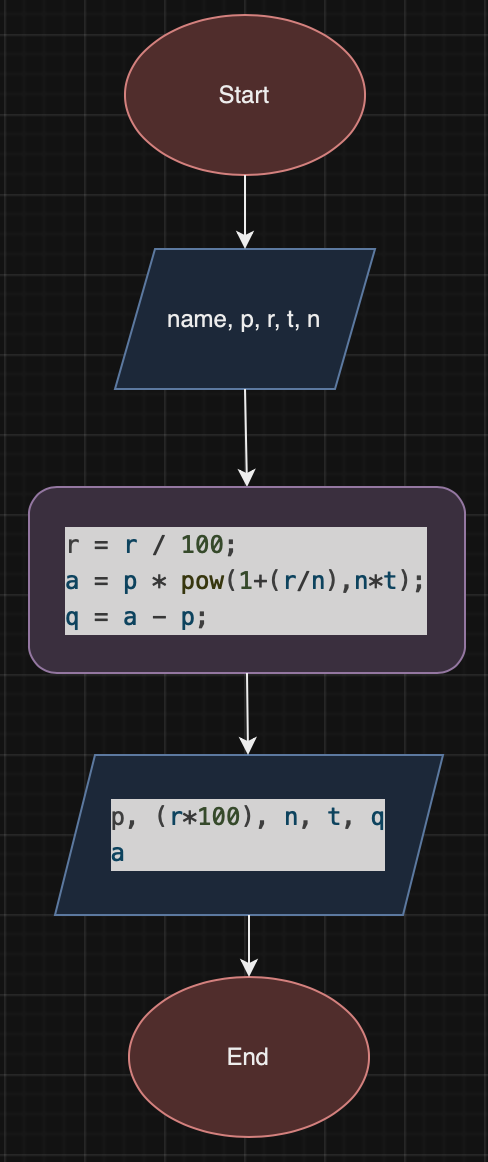 Start
name, p, r, t, n
r = r / 100;
a = p * pow(1+(r/n),n*t);
q = a - p;
p, (r*100), n, t, q
a
End